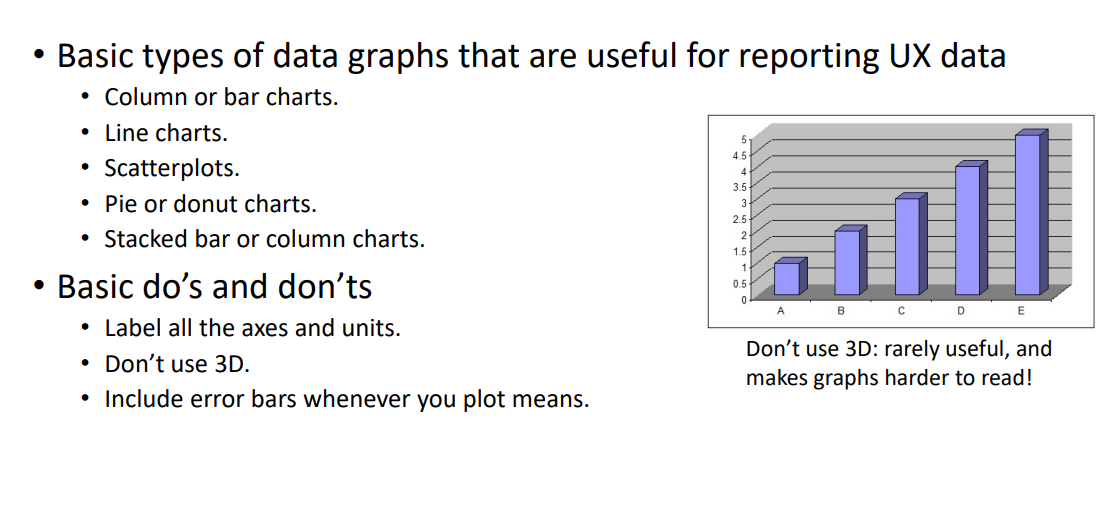 • Basic types of data graphs that are useful for reporting UX data
• Column or bar charts.
• Line charts.
• Scatterplots.
• Pie or donut charts.
• Stacked bar or column charts.
• Basic do’s and don’ts
• Label all the axes and units.
• Don’t use 3D.
• Include error bars whenever you plot means.
5
4.5
4
3.5
3
2.5
2
1.5
1
0.5
0
A B C D E
Don’t use 3D: rarely useful, and
makes graphs harder to read!